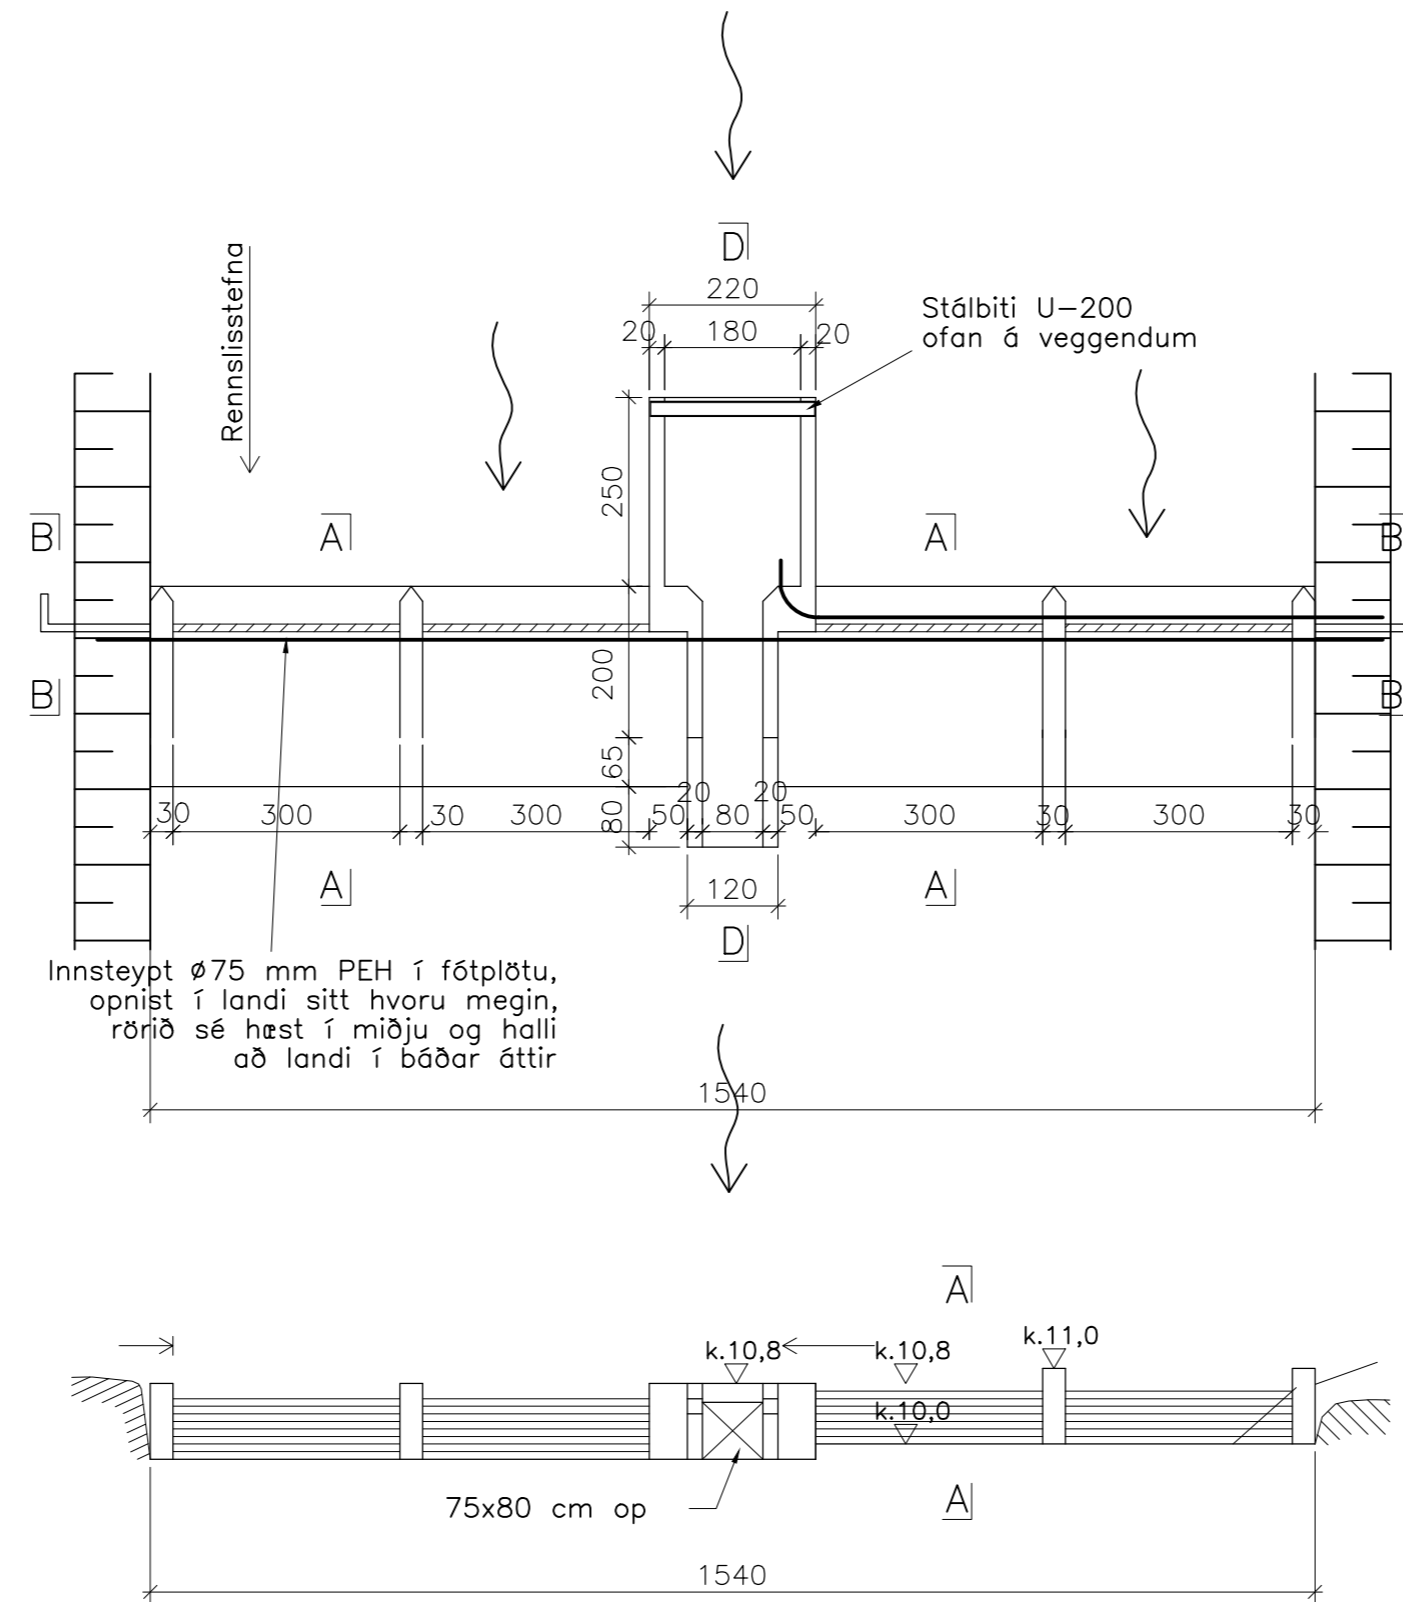 Rennslisstefna
D
220
20 180 20
Stálbiti U-200
ofan á veggendum
250
B A A B
200
B B
65
20 20
30 300 30 300 50 80 50 300 30 300 30
80
A 120 A
D
Innsteypt ø75 mm PEH í fótplötu,
opnist í landi sitt hvoru megin,
rörið sé hæst í miðju og halli
að landi í báðar áttir
1540
A
k.10,8 k.10,8 k.11,0
k.10,0
75x80 cm op
A
1540